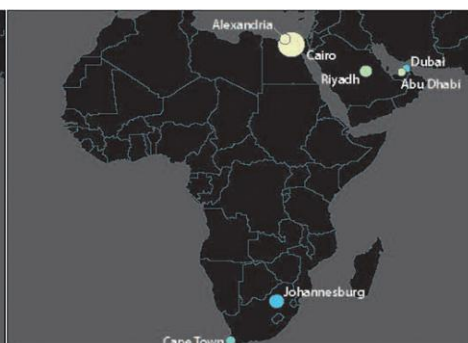 Alexandria
Cairo
Dubai
Riyadh
Abu Dhabi
Johannesburg
Cape Town